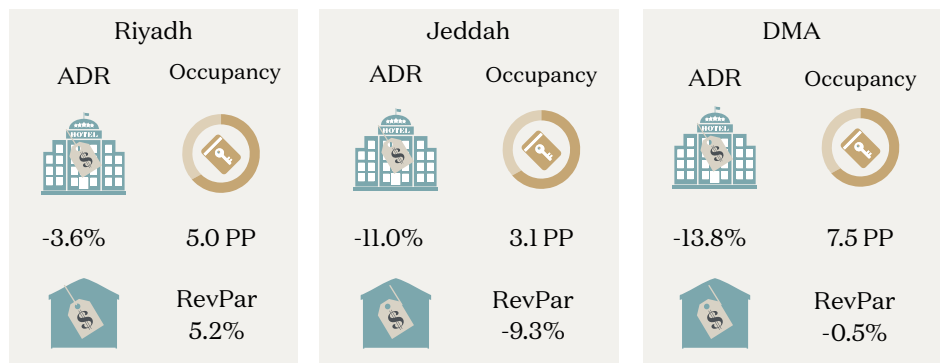 Riyadh
ADR
Occupancy
HOTEL
$
-3.6%
5.0 PP
$
RevPar
5.2%
Jeddah
ADR
Occupancy
HOTEL
$
-11.0%
3.1 PP
$
RevPar
-9.3%
DMA
ADR
Occupancy
HOTEL
$
-13.8%
7.5 PP
$
RevPar
-0.5%